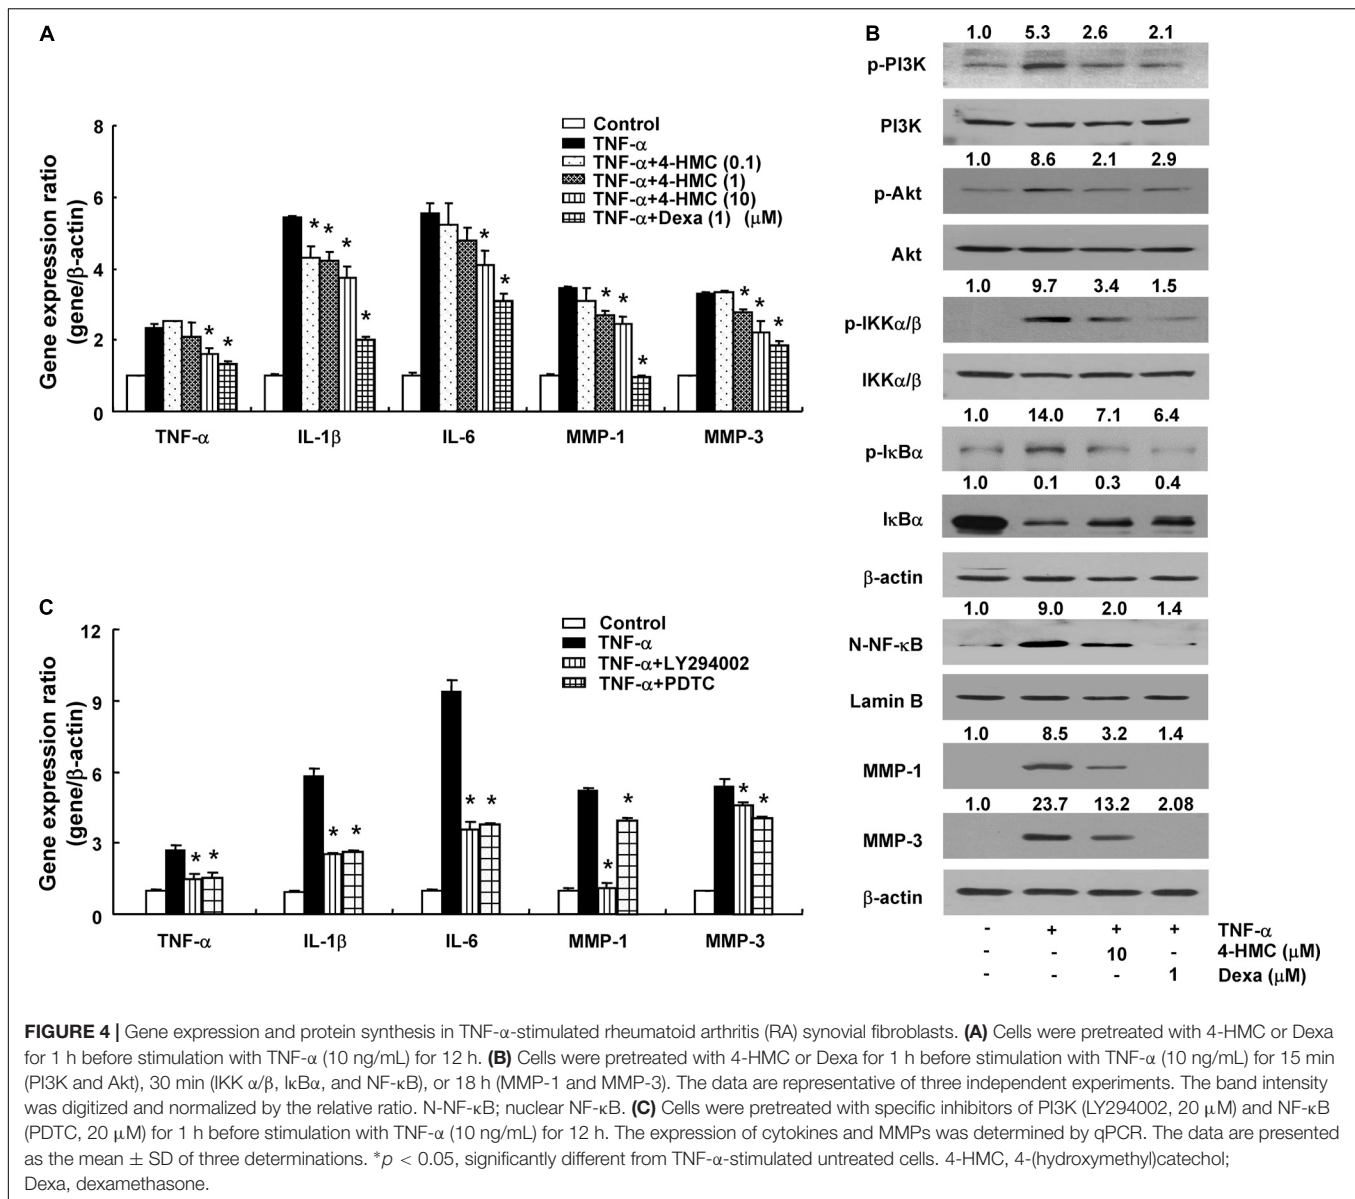 A
Gene expression ratio
(gene/β-actin)
8
6
4
2
0
Control
TNF-α
TNF-α+4-HMC (0.1)
TNF-α+4-HMC (1)
TNF-α+4-HMC (10)
TNF-α+Dexa (1) (μM)
* * *
*
*
*
* *
*
*
*
*
*
*
TNF-α IL-1β IL-6 MMP-1 MMP-3
B
1.0 5.3 2.6 2.1
p-PI3K
PI3K
1.0 8.6 2.1 2.9
p-Akt
Akt
1.0 9.7 3.4 1.5
p-IKKα/β
IKKα/β
1.0 14.0 7.1 6.4
p-IκBα
1.0 0.1 0.3 0.4
IκBα
β-actin
1.0 9.0 2.0 1.4
N-NF-κB
Lamin B
1.0 8.5 3.2 1.4
MMP-1
1.0 23.7 13.2 2.08
MMP-3
β-actin
- + + + TNF-α
- - 10 - 4-HMC (μM)
- - - 1 Dexa (μM)
C
Gene expression ratio
(gene/β-actin)
12
9
6
3
0
Control
TNF-α
TNF-α+LY294002
TNF-α+PDTC
* *
* *
* *
*
*
* *
TNF-α IL-1β IL-6 MMP-1 MMP-3
FIGURE 4 | Gene expression and protein synthesis in TNF-α-stimulated rheumatoid arthritis (RA) synovial fibroblasts. (A) Cells were pretreated with 4-HMC or Dexa
for 1 h before stimulation with TNF-α (10 ng/mL) for 12 h. (B) Cells were pretreated with 4-HMC or Dexa for 1 h before stimulation with TNF-α (10 ng/mL) for 15 min
(PI3K and Akt), 30 min (IKK α/β, IκBα, and NF-κB), or 18 h (MMP-1 and MMP-3). The data are representative of three independent experiments. The band intensity
was digitized and normalized by the relative ratio. N-NF-κB; nuclear NF-κB. (C) Cells were pretreated with specific inhibitors of PI3K (LY294002, 20 μM) and NF-κB
(PDTC, 20 μM) for 1 h before stimulation with TNF-α (10 ng/mL) for 12 h. The expression of cytokines and MMPs was determined by qPCR. The data are presented
as the mean ± SD of three determinations. *p < 0.05, significantly different from TNF-α-stimulated untreated cells. 4-HMC, 4-(hydroxymethyl)catechol;
Dexa, dexamethasone.